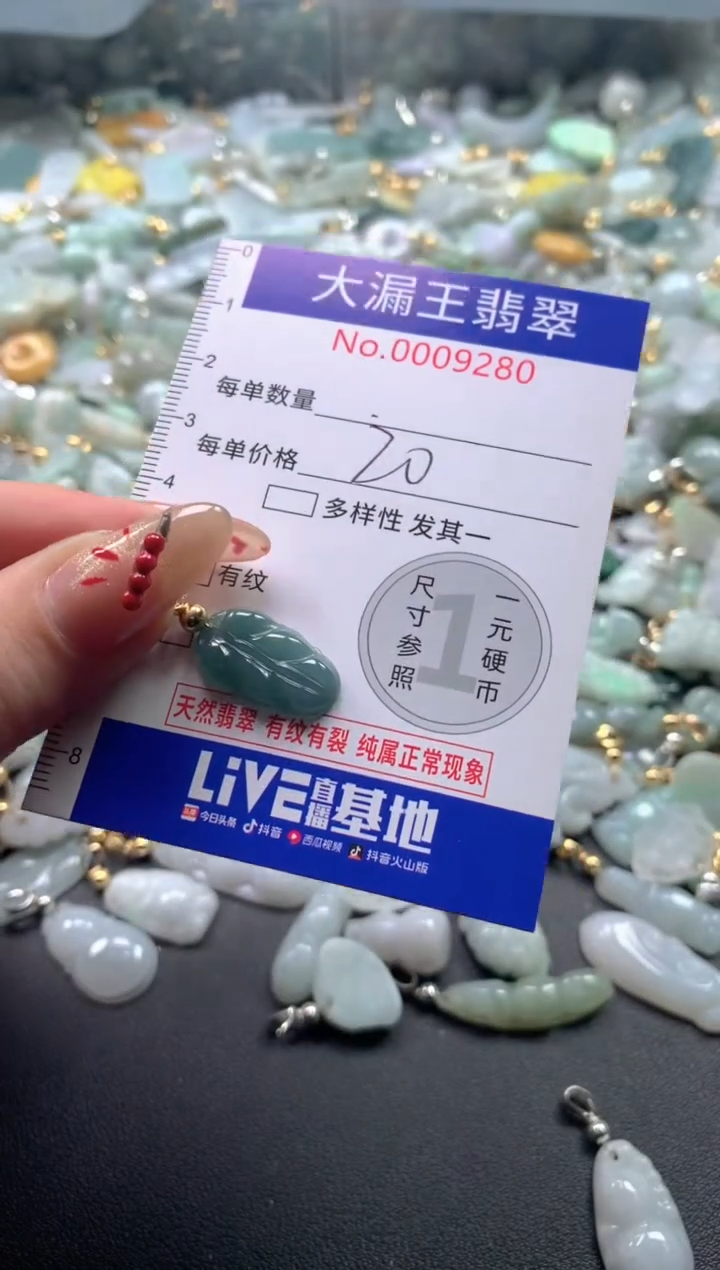 大漏王翡翠
No.0009280
每单数量
每单价格 20
多样性 发其一
有纹
尺寸参照
1
一元硬币
天然翡翠 有纹有裂 纯属正常现象
LiVE直播基地
今日头条 抖音 西瓜视频 抖音火山版
0
1
2
3
4
8